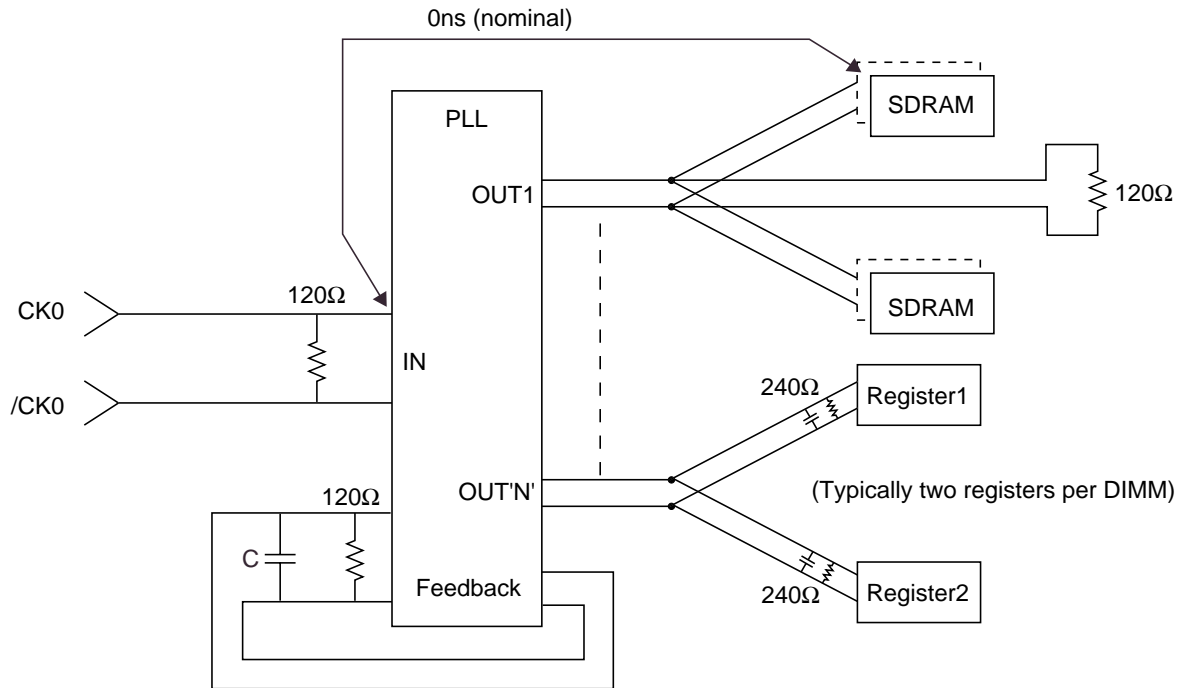 0ns (nominal)
PLL
SDRAM
OUT1
120Ω
SDRAM
120Ω
CK0
IN
/CK0
240Ω
Register1
OUT'N'
(Typically two registers per DIMM)
120Ω
C
Feedback
240Ω
Register2